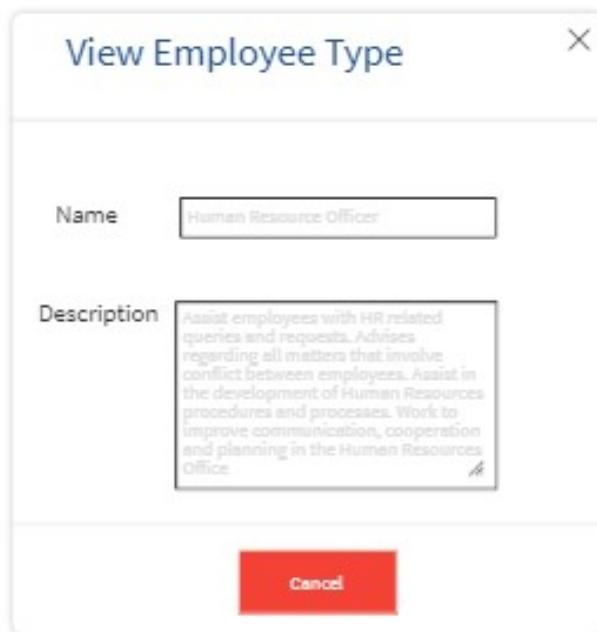 View Employee Type
Name
Human Resource Officer
Description
Assist employees with HR related
queries and requests. Advises
regarding all matters that involve
conflict between employees. Assist in
the development of Human Resources
procedures and processes. Work to
improve communication, cooperation
and planning in the Human Resources
Office
Cancel